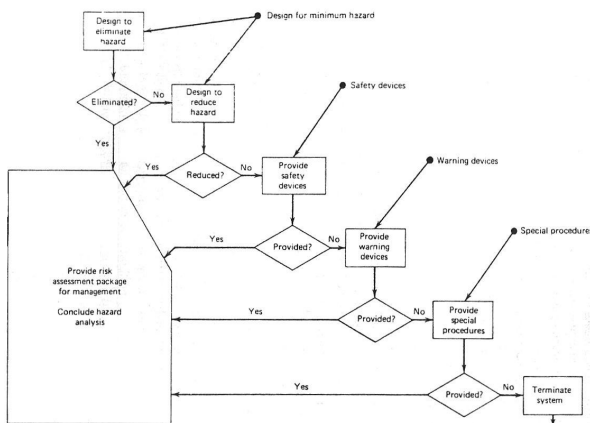 Design to
eliminate
hazard
Design for minimum hazard
Eliminated?
No
Design to
reduce
hazard
Safety devices
Yes
Yes
Reduced?
No
Provide
safety
devices
Warning devices
Yes
Provided?
No
Provide
warning
devices
Special procedures
Provide risk
assessment package
for management
Conclude hazard
analysis
Yes
Provided?
No
Provide
special
procedures
Yes
Provided?
No
Terminate
system